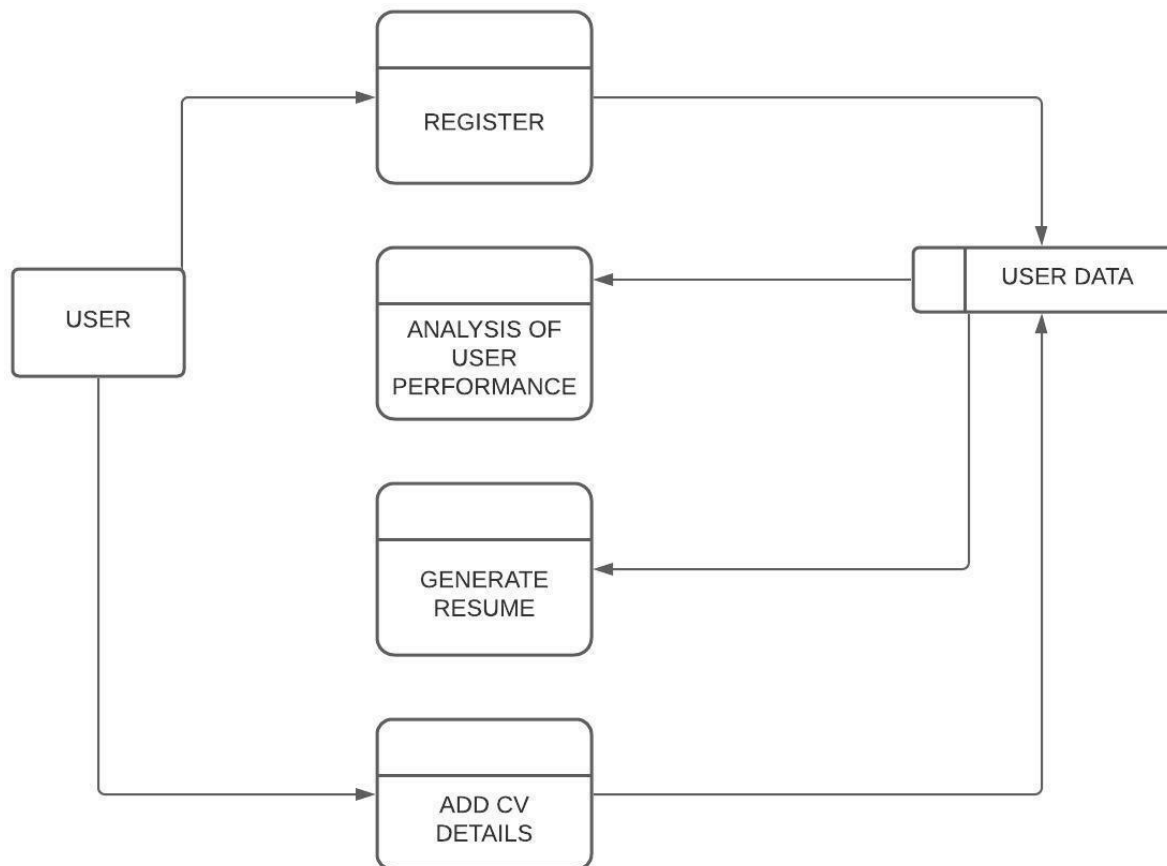 REGISTER
USER DATA
USER
ANALYSIS OF
USER
PERFORMANCE
GENERATE
RESUME
ADD CV
DETAILS